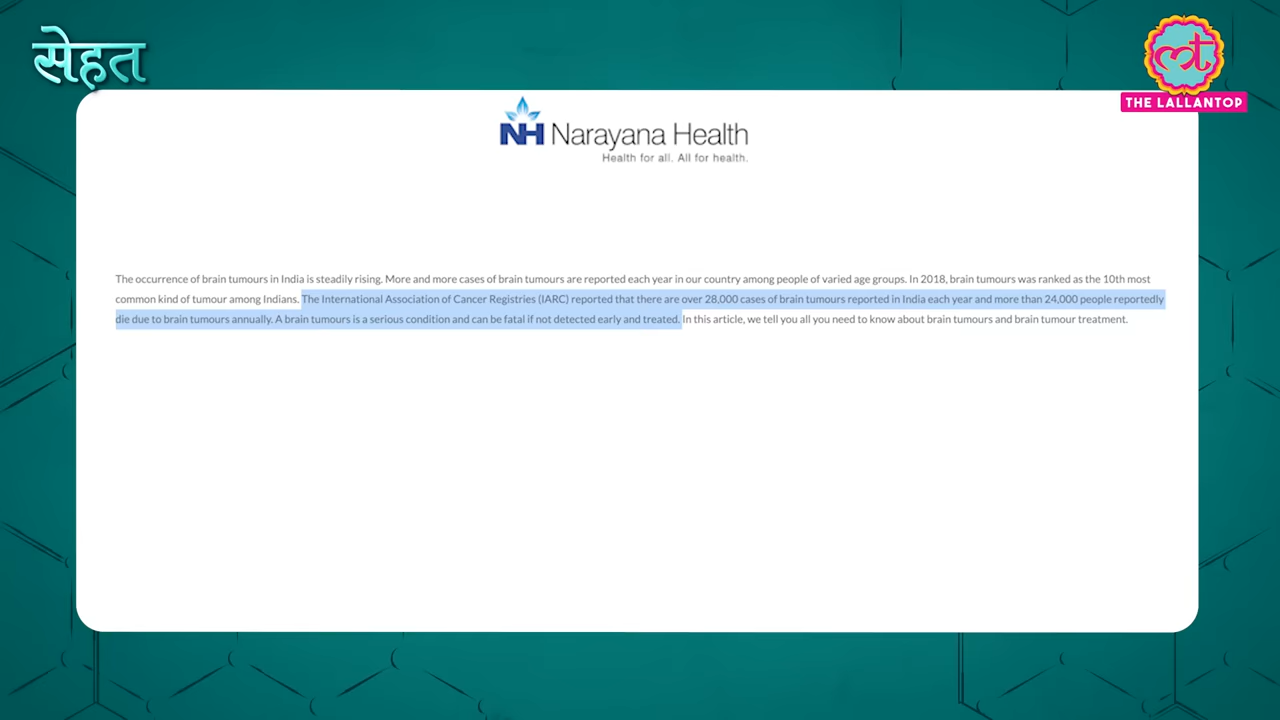 सेहत
lt
THE LALLANTOP
NH Narayana Health
Health for all. All for health.
The occurrence of brain tumours in India is steadily rising. More and more cases of brain tumours are reported each year in our country among people of varied age groups. In 2018, brain tumours was ranked as the 10th most
common kind of tumour among Indians. The International Association of Cancer Registries (IARC) reported that there are over 28,000 cases of brain tumours reported in India each year and more than 24,000 people reportedly
die due to brain tumours annually. A brain tumours is a serious condition and can be fatal if not detected early and treated. In this article, we tell you all you need to know about brain tumours and brain tumour treatment.